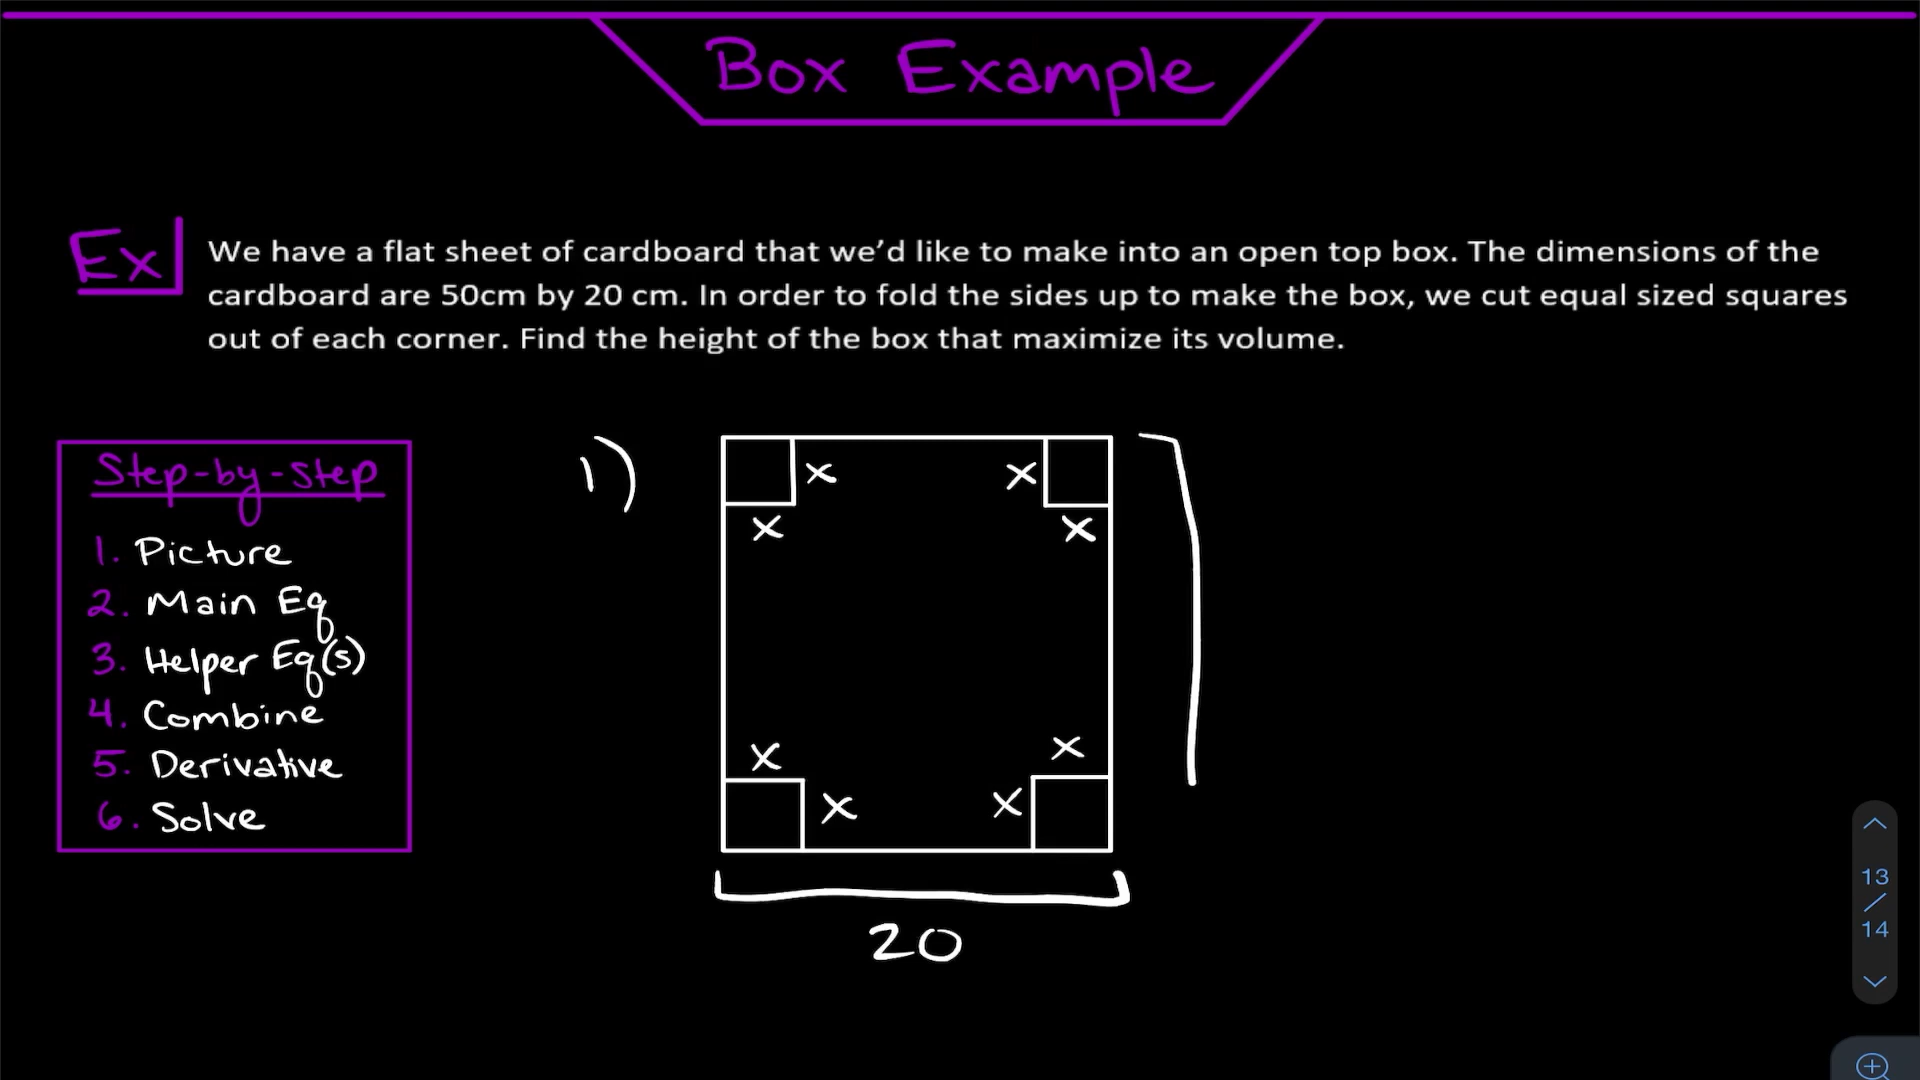 Box Example
Ex
We have a flat sheet of cardboard that we’d like to make into an open top box. The dimensions of the
cardboard are 50cm by 20 cm. In order to fold the sides up to make the box, we cut equal sized squares
out of each corner. Find the height of the box that maximize its volume.
Step-by-step
1. Picture
2. Main Eq
3. Helper Eq(s)
4. Combine
5. Derivative
6. Solve
1)
x x
x x
x x
x x
20
13
/
14